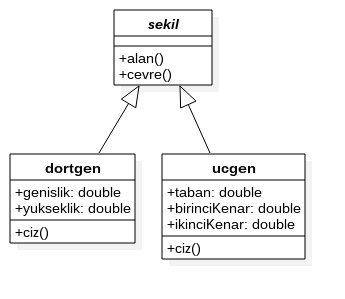 sekil
+alan()
+cevre()
dortgen
+genislik: double
+yukseklik: double
+ciz()
ucgen
+taban: double
+birinciKenar: double
+ikinciKenar: double
+ciz()